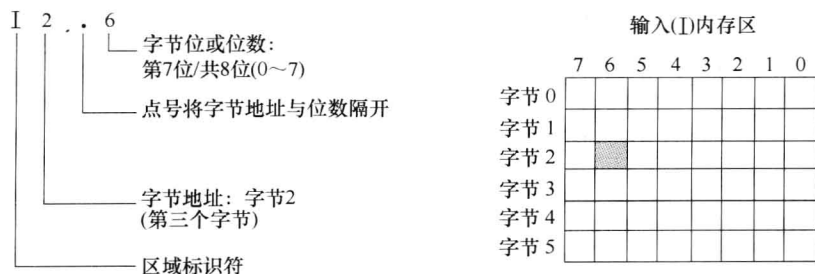 I 2 . 6
字节位或位数:
第7位/共8位(0～7)
点号将字节地址与位数隔开
字节地址: 字节2
(第三个字节)
区域标识符
输入(I)内存区
7 6 5 4 3 2 1 0
字节0
字节1
字节2
字节3
字节4
字节5